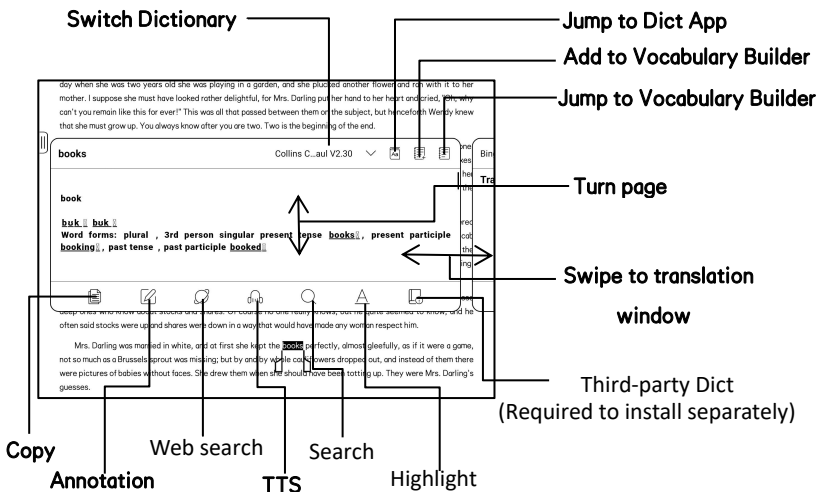 Switch Dictionary
Jump to Dict App
Add to Vocabulary Builder
Jump to Vocabulary Builder
day when she was two years old she was playing in a garden, and she plucked another flower and ran with it to her
mother. I suppose she must have looked rather delightful, for Mrs. Darling put her hand to her heart and cried, "Oh, why
can't you remain like this for ever!" This was all that passed between them on the subject, but henceforth Wendy knew
that she must grow up. You always know after you are two. Two is the beginning of the end.
books
Collins C...aul V2.30
Aa
Bin
Tra
book
buk buk
Word forms: plural , 3rd person singular present tense books, present participle
booking, past tense , past participle booked
Turn page
Swipe to translation
window
often said stocks were up and shares were down in a way that would have made any woman respect him.
Mrs. Darling was married in white, and at first she kept the books perfectly, almost gleefully, as if it were a game,
not so much as a Brussels sprout was missing; but by and by whole cauliflowers dropped out, and instead of them there
were pictures of babies without faces. She drew them when she should have been totting up. They were Mrs. Darling's
guesses.
Third-party Dict
(Required to install separately)
Copy
Annotation
Web search
TTS
Search
Highlight